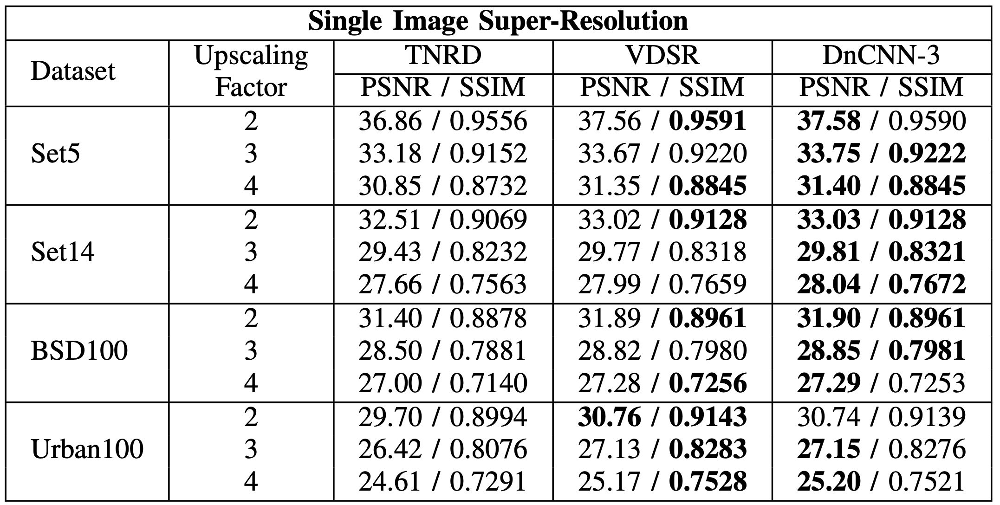 Single Image Super-Resolution
Dataset Upscaling Factor TNRD VDSR DnCNN-3
PSNR / SSIM PSNR / SSIM PSNR / SSIM
Set5 2 36.86 / 0.9556 37.56 / 0.9591 37.58 / 0.9590
3 33.18 / 0.9152 33.67 / 0.9220 33.75 / 0.9222
4 30.85 / 0.8732 31.35 / 0.8845 31.40 / 0.8845
Set14 2 32.51 / 0.9069 33.02 / 0.9128 33.03 / 0.9128
3 29.43 / 0.8232 29.77 / 0.8318 29.81 / 0.8321
4 27.66 / 0.7563 27.99 / 0.7659 28.04 / 0.7672
BSD100 2 31.40 / 0.8878 31.89 / 0.8961 31.90 / 0.8961
3 28.50 / 0.7881 28.82 / 0.7980 28.85 / 0.7981
4 27.00 / 0.7140 27.28 / 0.7256 27.29 / 0.7253
Urban100 2 29.70 / 0.8994 30.76 / 0.9143 30.74 / 0.9139
3 26.42 / 0.8076 27.13 / 0.8283 27.15 / 0.8276
4 24.61 / 0.7291 25.17 / 0.7528 25.20 / 0.7521